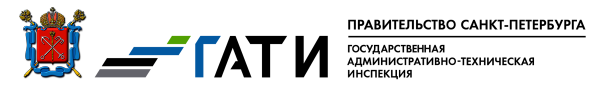 ГАТИ
ПРАВИТЕЛЬСТВО САНКТ-ПЕТЕРБУРГА
ГОСУДАРСТВЕННАЯ
АДМИНИСТРАТИВНО-ТЕХНИЧЕСКАЯ
ИНСПЕКЦИЯ